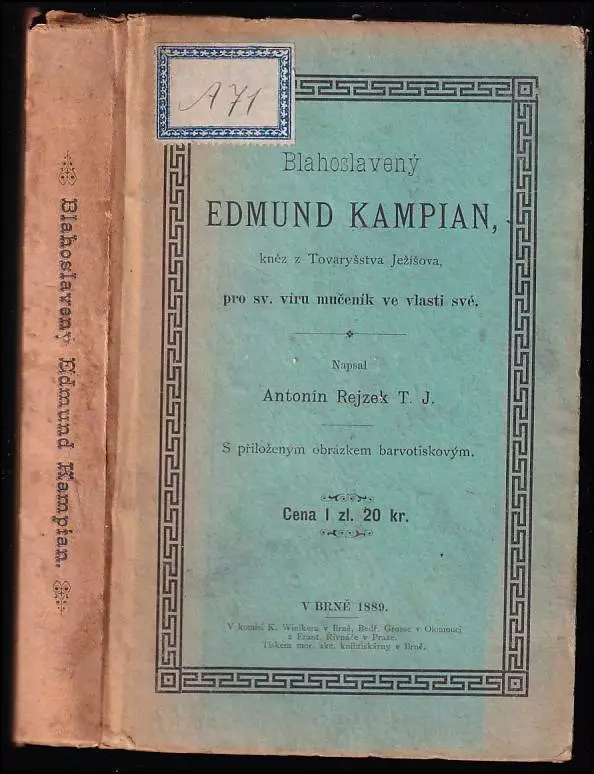 A 71
Blahoslavený
EDMUND KAMPIAN,
kněz z Tovaryšstva Ježíšova,
pro sv. víru mučeník ve vlasti své.
Napsal
Antonín Rejzek T. J.
S přiloženým obrázkem barvotiskovým.
Cena 1 zl. 20 kr.
V BRNĚ 1889.
V komisi K. Winikera v Brně, Bedř. Grosse v Olomouci
a Frant. Řivnáče v Praze.
Tiskem mor. akc. knihtiskárny v Brně.
Blahoslavený Edmund Kampian.